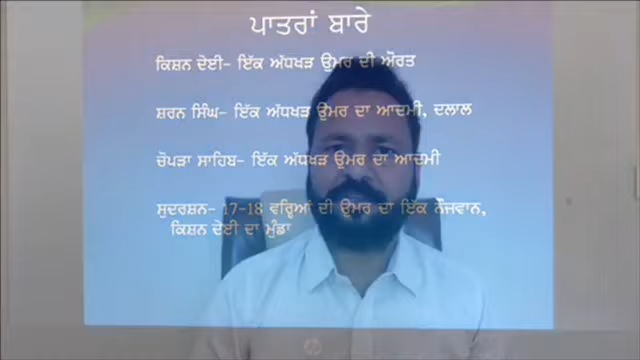 ਪਾਤਰਾਂ ਬਾਰੇ
ਕਿਸ਼ਨ ਦੇਈ- ਇੱਕ ਅੱਧਖੜ ਉਮਰ ਦੀ ਔਰਤ
ਸ਼ਰਨ ਸਿੰਘ- ਇੱਕ ਅੱਧਖੜ ਉਮਰ ਦਾ ਆਦਮੀ, ਦਲਾਲ
ਚੋਪੜਾ ਸਾਹਿਬ- ਇੱਕ ਅੱਧਖੜ ਉਮਰ ਦਾ ਆਦਮੀ
ਸੁਦਰਸ਼ਨ- 17-18 ਵਰ੍ਹਿਆਂ ਦੀ ਉਮਰ ਦਾ ਇੱਕ ਨੌਜਵਾਨ,
ਕਿਸ਼ਨ ਦੇਈ ਦਾ ਮੁੰਡਾ